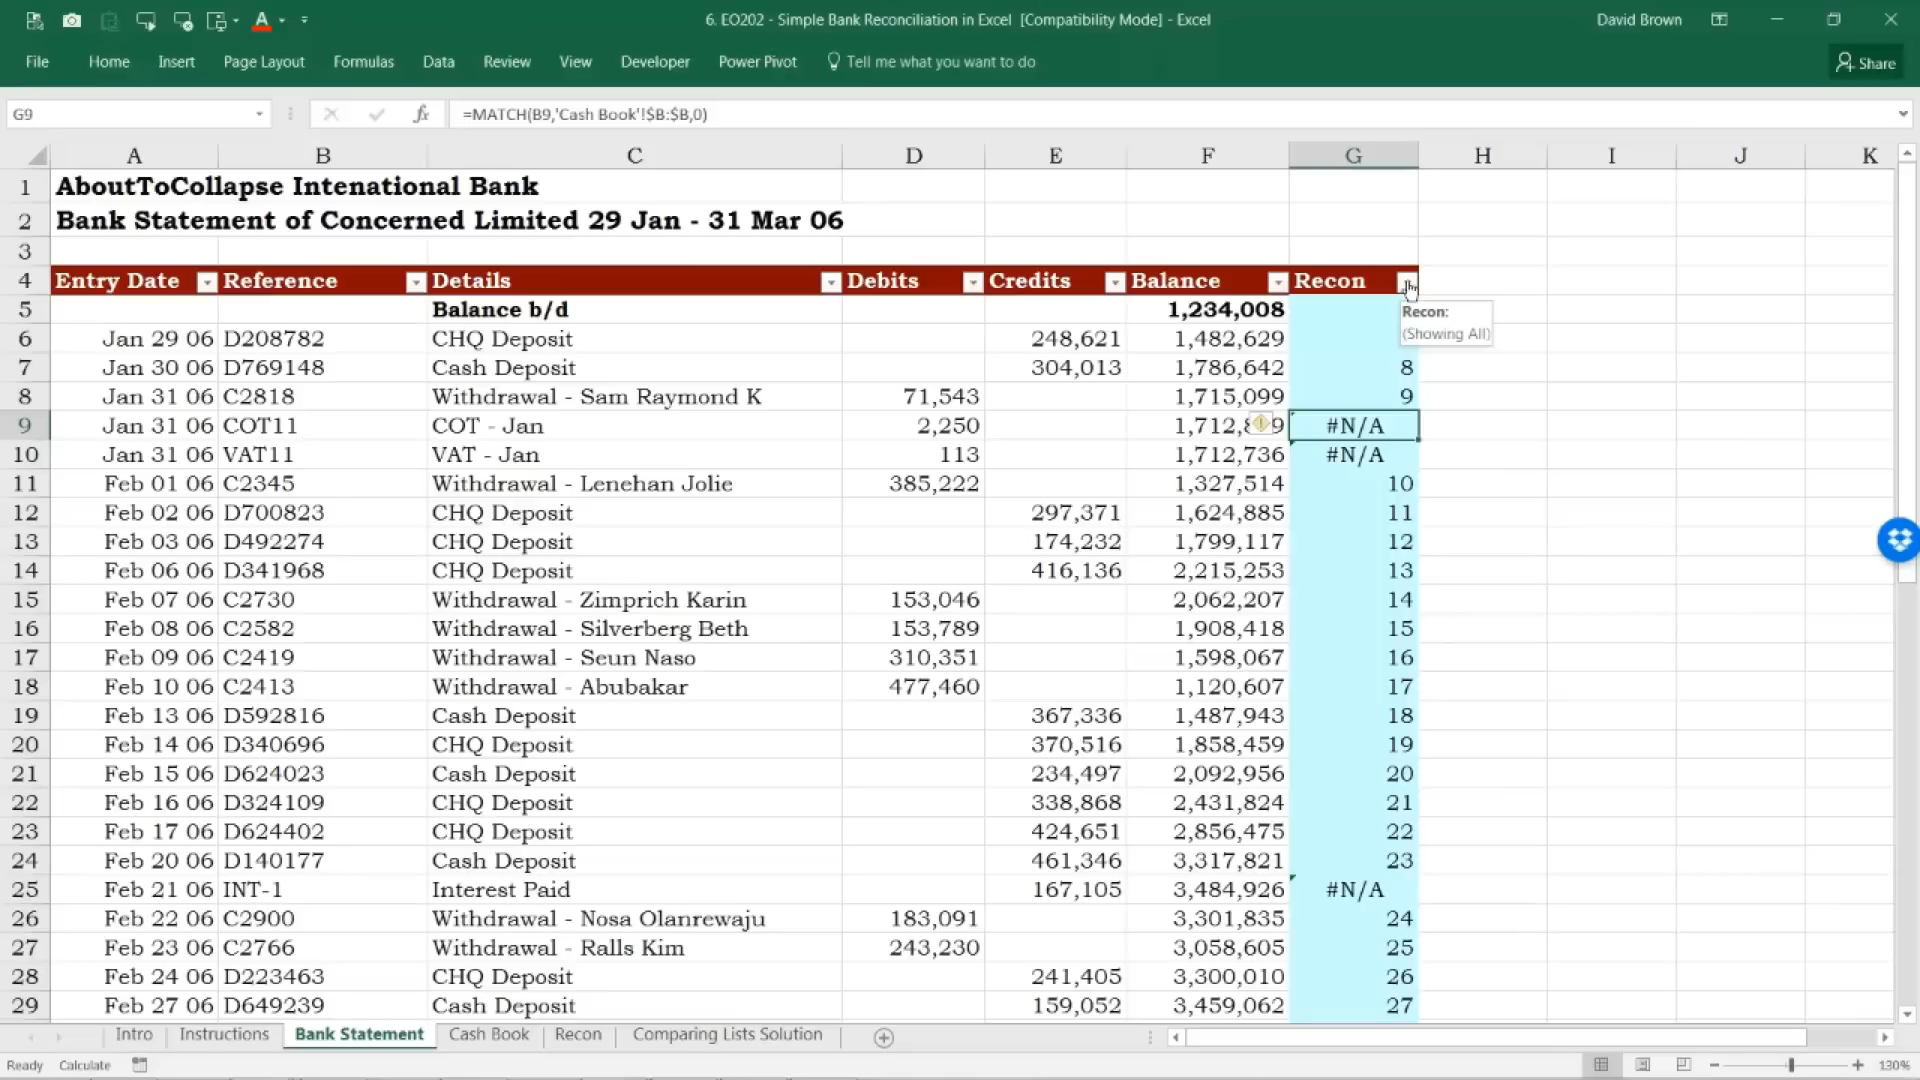 6. EO202 - Simple Bank Reconciliation in Excel [Compatibility Mode] - Excel
David Brown
File Home Insert Page Layout Formulas Data Review View Developer Power Pivot Tell me what you want to do Share
G9 fx =MATCH(B9,'Cash Book'!$B:$B,0)
A B C D E F G H I J K
1 AboutToCollapse Intenational Bank
2 Bank Statement of Concerned Limited 29 Jan - 31 Mar 06
3
4 Entry Date Reference Details Debits Credits Balance Recon
5 Balance b/d 1,234,008
Recon:
(Showing All)
6 Jan 29 06 D208782 CHQ Deposit 248,621 1,482,629
7 Jan 30 06 D769148 Cash Deposit 304,013 1,786,642 8
8 Jan 31 06 C2818 Withdrawal - Sam Raymond K 71,543 1,715,099 9
9 Jan 31 06 COT11 COT - Jan 2,250 #N/A
10 Jan 31 06 VAT11 VAT - Jan 113 1,712,736 #N/A
11 Feb 01 06 C2345 Withdrawal - Lenehan Jolie 385,222 1,327,514 10
12 Feb 02 06 D700823 CHQ Deposit 297,371 1,624,885 11
13 Feb 03 06 D492274 CHQ Deposit 174,232 1,799,117 12
14 Feb 06 06 D341968 CHQ Deposit 416,136 2,215,253 13
15 Feb 07 06 C2730 Withdrawal - Zimprich Karin 153,046 2,062,207 14
16 Feb 08 06 C2582 Withdrawal - Silverberg Beth 153,789 1,908,418 15
17 Feb 09 06 C2419 Withdrawal - Seun Naso 310,351 1,598,067 16
18 Feb 10 06 C2413 Withdrawal - Abubakar 477,460 1,120,607 17
19 Feb 13 06 D592816 Cash Deposit 367,336 1,487,943 18
20 Feb 14 06 D340696 CHQ Deposit 370,516 1,858,459 19
21 Feb 15 06 D624023 Cash Deposit 234,497 2,092,956 20
22 Feb 16 06 D324109 CHQ Deposit 338,868 2,431,824 21
23 Feb 17 06 D624402 CHQ Deposit 424,651 2,856,475 22
24 Feb 20 06 D140177 Cash Deposit 461,346 3,317,821 23
25 Feb 21 06 INT-1 Interest Paid 167,105 3,484,926 #N/A
26 Feb 22 06 C2900 Withdrawal - Nosa Olanrewaju 183,091 3,301,835 24
27 Feb 23 06 C2766 Withdrawal - Ralls Kim 243,230 3,058,605 25
28 Feb 24 06 D223463 CHQ Deposit 241,405 3,300,010 26
29 Feb 27 06 D649239 Cash Deposit 159,052 3,459,062 27
Intro Instructions Bank Statement Cash Book Recon Comparing Lists Solution
Ready Calculate 130%